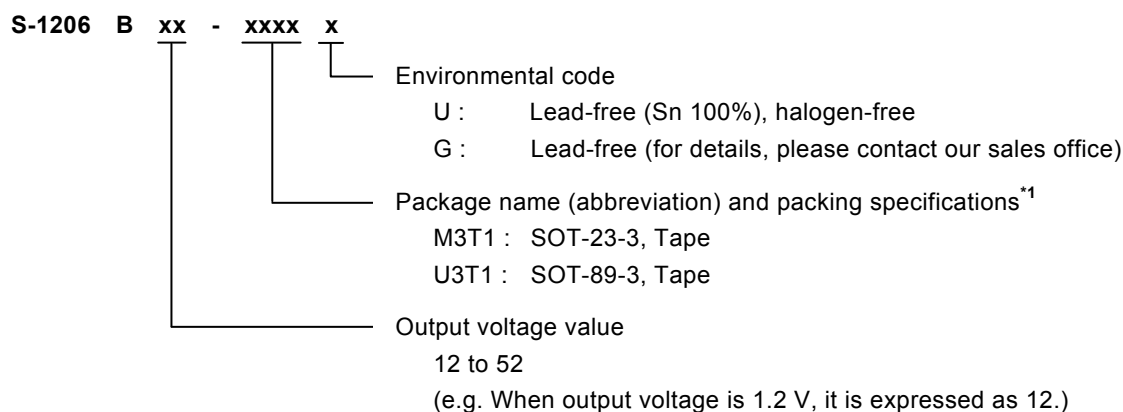 S-1206 B xx - xxxx x
Environmental code
U : Lead-free (Sn 100%), halogen-free
G : Lead-free (for details, please contact our sales office)
Package name (abbreviation) and packing specifications*1
M3T1 : SOT-23-3, Tape
U3T1 : SOT-89-3, Tape
Output voltage value
12 to 52
(e.g. When output voltage is 1.2 V, it is expressed as 12.)